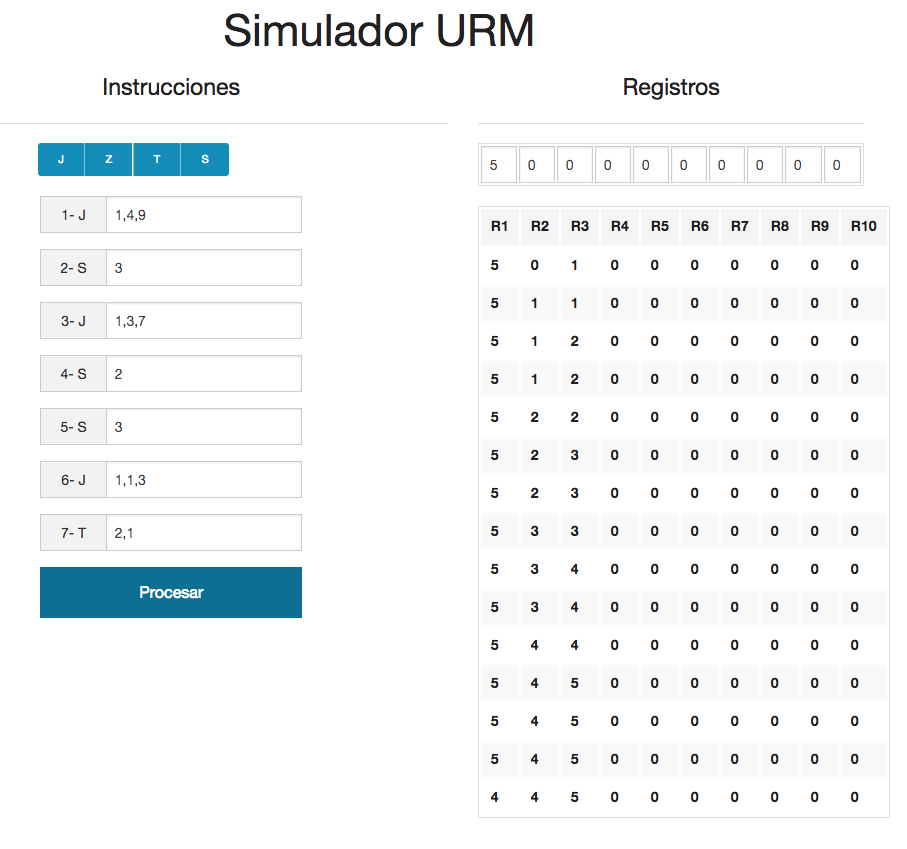 Simulador URM
Instrucciones
J Z T S
1- J 1,4,9
2- S 3
3- J 1,3,7
4- S 2
5- S 3
6- J 1,1,3
7- T 2,1
Procesar
Registros
5 0 0 0 0 0 0 0 0 0
R1 R2 R3 R4 R5 R6 R7 R8 R9 R10
5 0 1 0 0 0 0 0 0 0
5 1 1 0 0 0 0 0 0 0
5 1 2 0 0 0 0 0 0 0
5 1 2 0 0 0 0 0 0 0
5 2 2 0 0 0 0 0 0 0
5 2 3 0 0 0 0 0 0 0
5 2 3 0 0 0 0 0 0 0
5 3 3 0 0 0 0 0 0 0
5 3 4 0 0 0 0 0 0 0
5 3 4 0 0 0 0 0 0 0
5 4 4 0 0 0 0 0 0 0
5 4 5 0 0 0 0 0 0 0
5 4 5 0 0 0 0 0 0 0
5 4 5 0 0 0 0 0 0 0
4 4 5 0 0 0 0 0 0 0